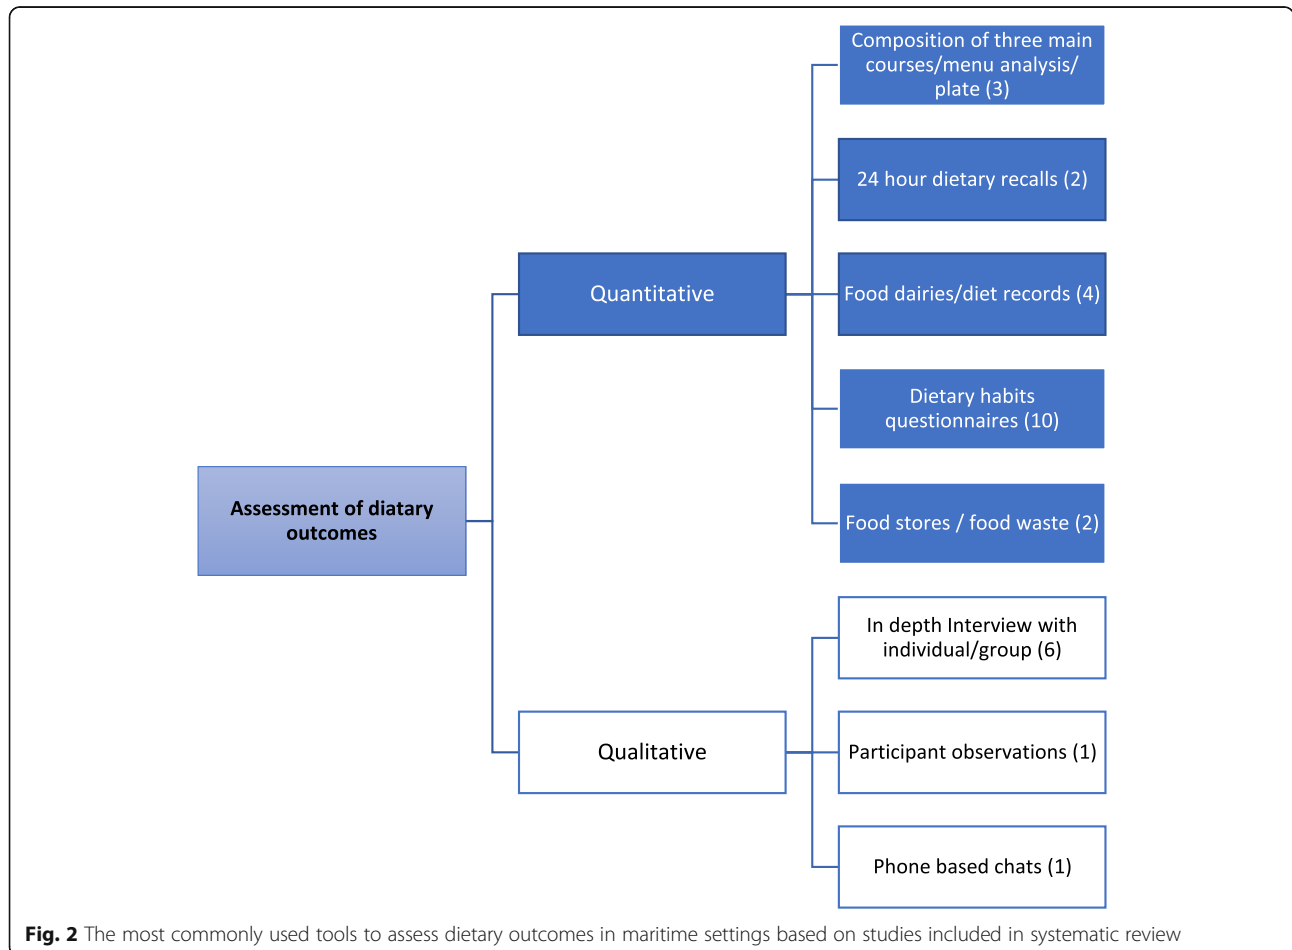 Composition of three main
courses/menu analysis/
plate (3)
24 hour dietary recalls (2)
Quantitative
Food dairies/diet records (4)
Dietary habits
questionnaires (10)
Assessment of diatary
outcomes
Food stores / food waste (2)
In depth Interview with
individual/group (6)
Qualitative
Participant observations (1)
Phone based chats (1)
Fig. 2 The most commonly used tools to assess dietary outcomes in maritime settings based on studies included in systematic review